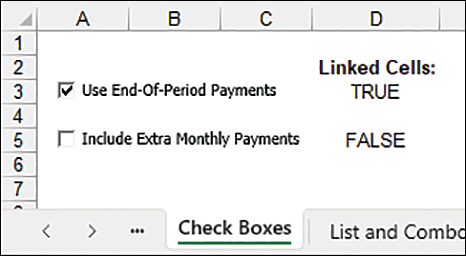 A B C D
1
2 Linked Cells:
3 Use End-Of-Period Payments TRUE
4
5 Include Extra Monthly Payments FALSE
6
7
Check Boxes List and Combo